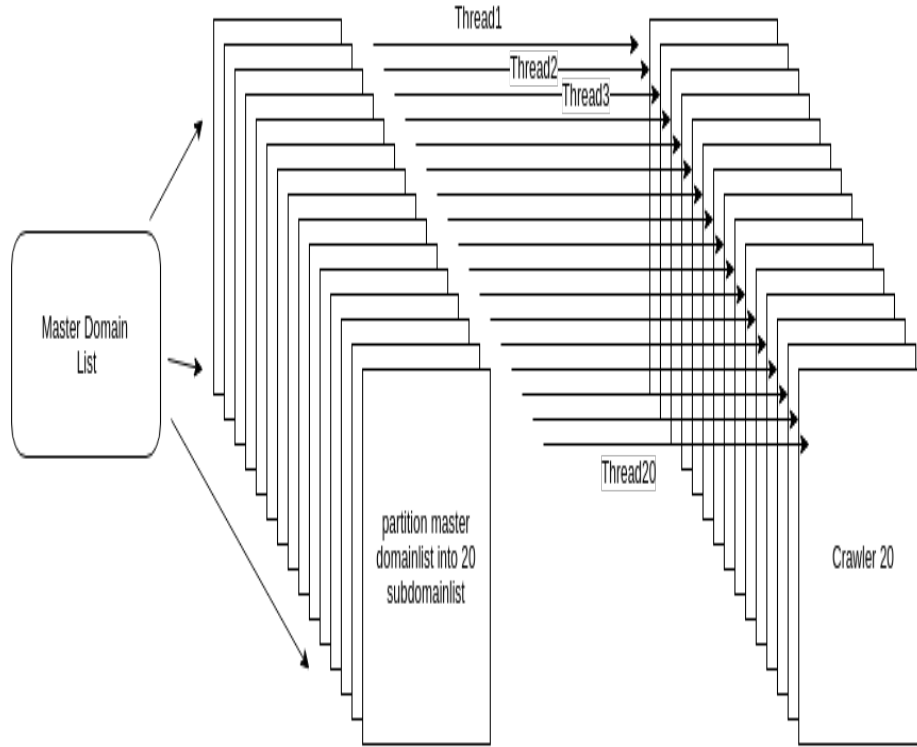 Thread1
Thread2
Thread3
Master Domain
List
Thread20
partition master
domainlist into 20
subdomainlist
Crawler 20